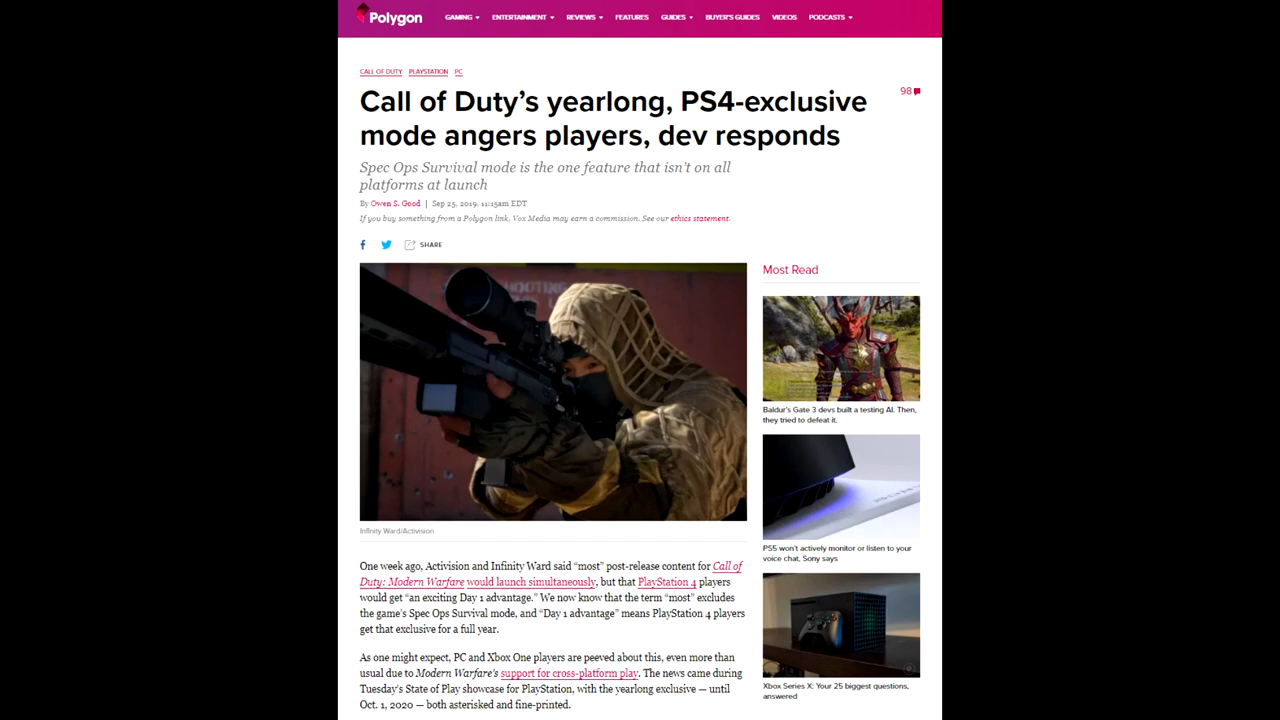 Polygon
GAMING ENTERTAINMENT REVIEWS FEATURES GUIDES BUYER'S GUIDES VIDEOS PODCASTS
CALL OF DUTY PLAYSTATION PC
Call of Duty's yearlong, PS4-exclusive
mode angers players, dev responds
98
Spec Ops Survival mode is the one feature that isn't on all
platforms at launch
By Owen S. Good | Sep 25, 2019, 11:15am EDT
If you buy something from a Polygon link, Vox Media may earn a commission. See our ethics statement.
SHARE
Infinity Ward/Activision
One week ago, Activision and Infinity Ward said “most” post-release content for Call of
Duty: Modern Warfare would launch simultaneously, but that PlayStation 4 players
would get “an exciting Day 1 advantage.” We now know that the term “most” excludes
the game's Spec Ops Survival mode, and “Day 1 advantage” means PlayStation 4 players
get that exclusive for a full year.
As one might expect, PC and Xbox One players are peeved about this, even more than
usual due to Modern Warfare's support for cross-platform play. The news came during
Tuesday's State of Play showcase for PlayStation, with the yearlong exclusive — until
Oct. 1, 2020 — both asterisked and fine-printed.
Most Read
Baldur's Gate 3 devs built a testing AI. Then,
they tried to defeat it.
PS5 won't actively monitor or listen to your
voice chat, Sony says
Xbox Series X: Your 25 biggest questions,
answered